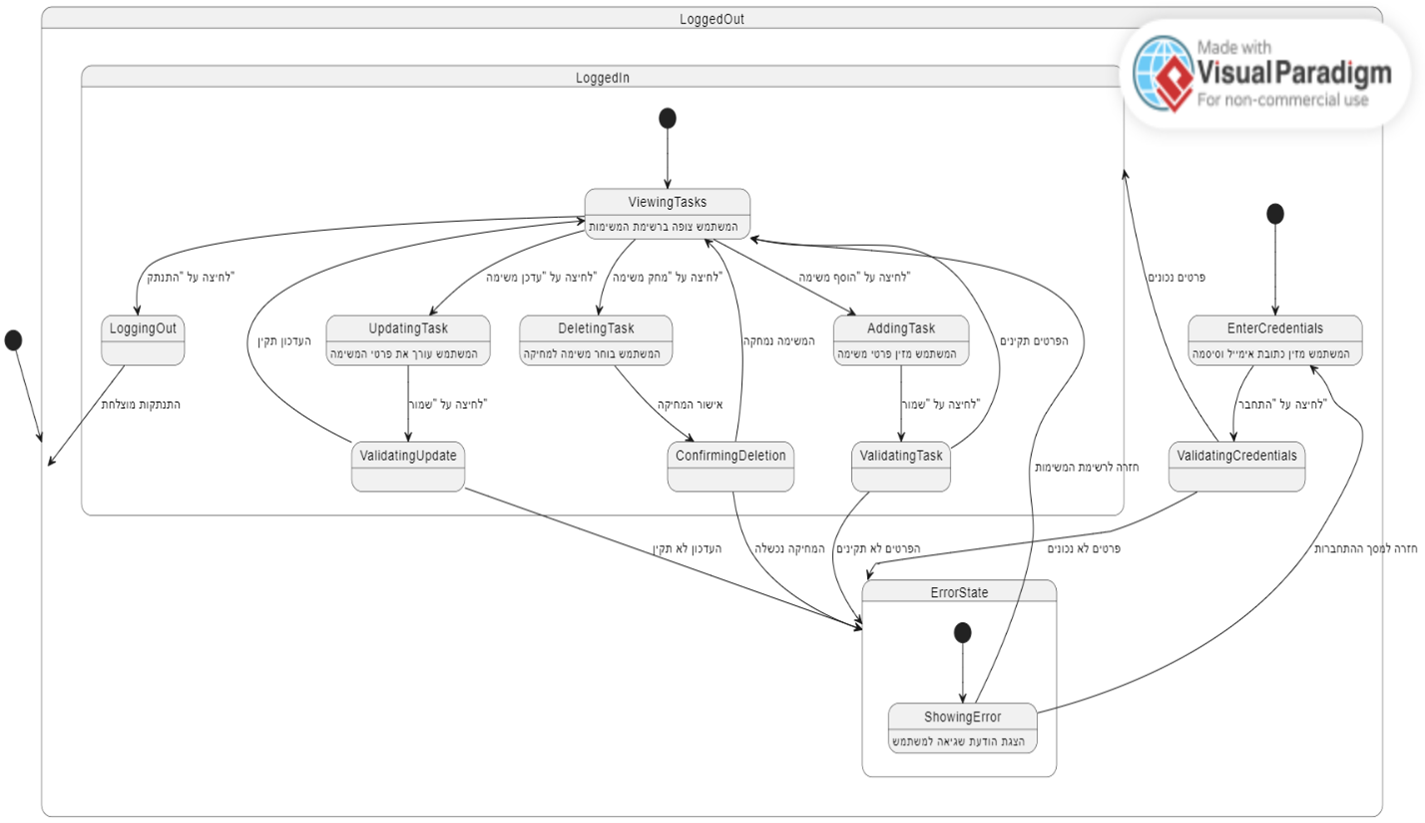 LoggedOut
Made with
Visual Paradigm
For non-commercial use
LoggedIn
ViewingTasks
המשתמש צופה ברשימת המשימות
לחיצה על "התנתק"
לחיצה על "עדכן משימה"
לחיצה על "מחק משימה"
לחיצה על "הוסף משימה"
פרטים נכונים
LoggingOut
UpdatingTask
המשתמש עורך את פרטי המשימה
DeletingTask
המשתמש בוחר משימה למחיקה
AddingTask
המשתמש מזין פרטי משימה
EnterCredentials
המשתמש מזין כתובת אימייל וסיסמה
העדכון תקין
המשימה נמחקה
הפרטים תקינים
התנתקות מוצלחת
לחיצה על "שמור"
אישור המחיקה
לחיצה על "שמור"
לחיצה על "התחבר"
ValidatingUpdate
ConfirmingDeletion
ValidatingTask
ValidatingCredentials
חזרה לרשימת המשימות
העדכון לא תקין
המחיקה נכשלה
הפרטים לא תקינים
פרטים לא נכונים
חזרה למסך ההתחברות
ErrorState
ShowingError
הצגת הודעת שגיאה למשתמש